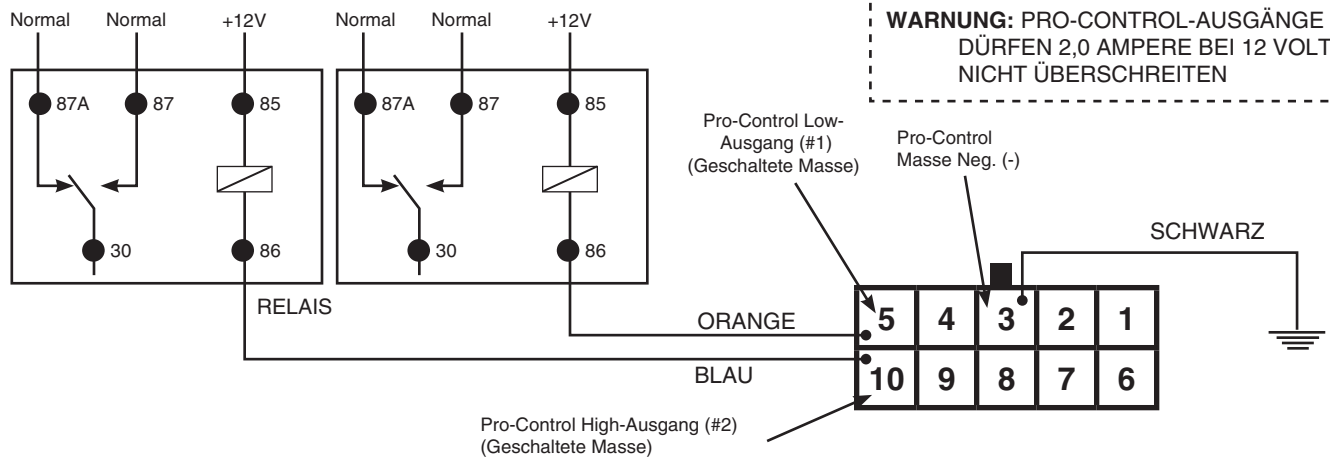 Normal Normal +12V Normal Normal +12V
WARNUNG: PRO-CONTROL-AUSGÄNGE
DÜRFEN 2,0 AMPERE BEI 12 VOLT
NICHT ÜBERSCHREITEN
87A 87 85 87A 87 85
Pro-Control Low-
Ausgang (#1)
(Geschaltete Masse)
Pro-Control
Masse Neg. (-)
30 86 30 86
SCHWARZ
RELAIS
ORANGE
5 4 3 2 1
BLAU
10 9 8 7 6
Pro-Control High-Ausgang (#2)
(Geschaltete Masse)